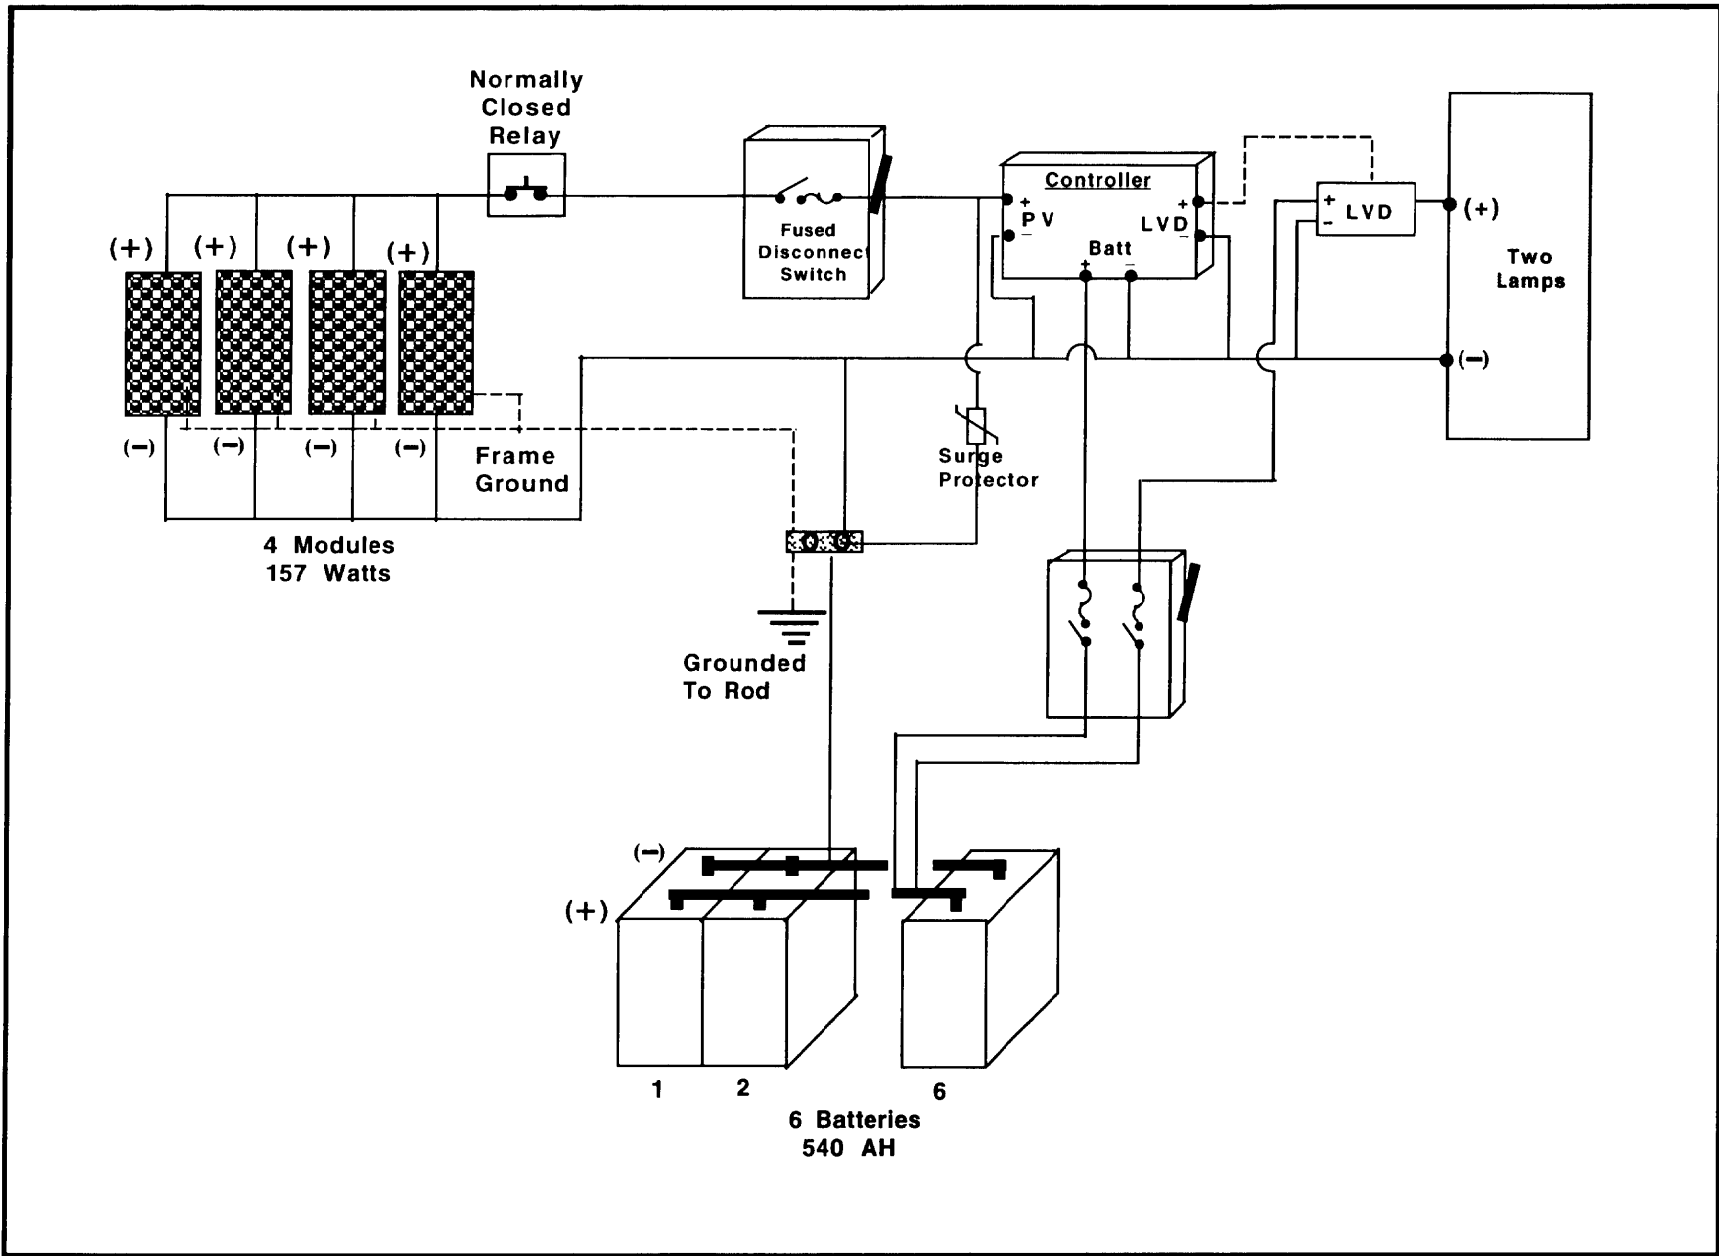 Normally
Closed
Relay
Fused
Disconnect
Switch
Controller
+
PV
−
+
LVD
−
Batt
+ −
+
−
LVD
(+)
(−)
Two
Lamps
(+) (+) (+) (+)
(−) (−) (−) (−)
Frame
Ground
4 Modules
157 Watts
Surge
Protector
Grounded
To Rod
(−)
(+)
1 2 6
6 Batteries
540 AH